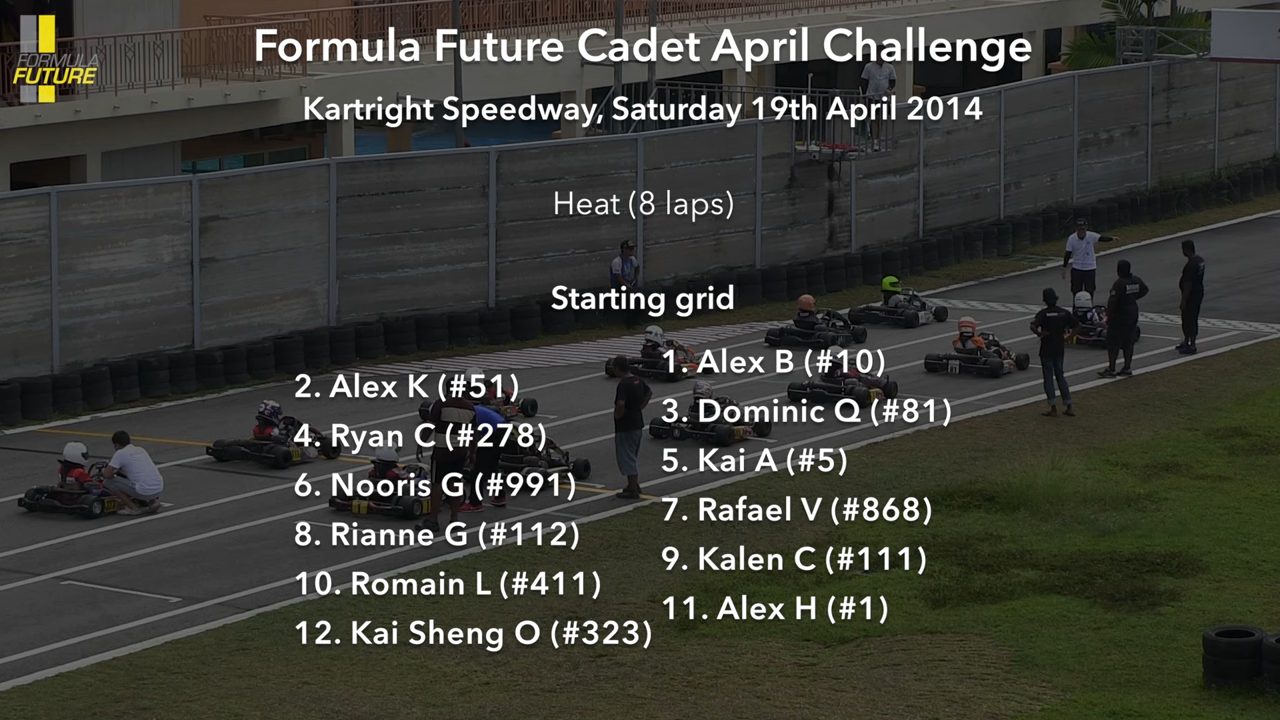 FORMULA
FUTURE
Formula Future Cadet April Challenge
Kartright Speedway, Saturday 19th April 2014
Heat (8 laps)
Starting grid
1. Alex B (#10)
2. Alex K (#51)
3. Dominic Q (#81)
4. Ryan C (#278)
5. Kai A (#5)
6. Nooris G (#991)
7. Rafael V (#868)
8. Rianne G (#112)
9. Kalen C (#111)
10. Romain L (#411)
11. Alex H (#1)
12. Kai Sheng O (#323)